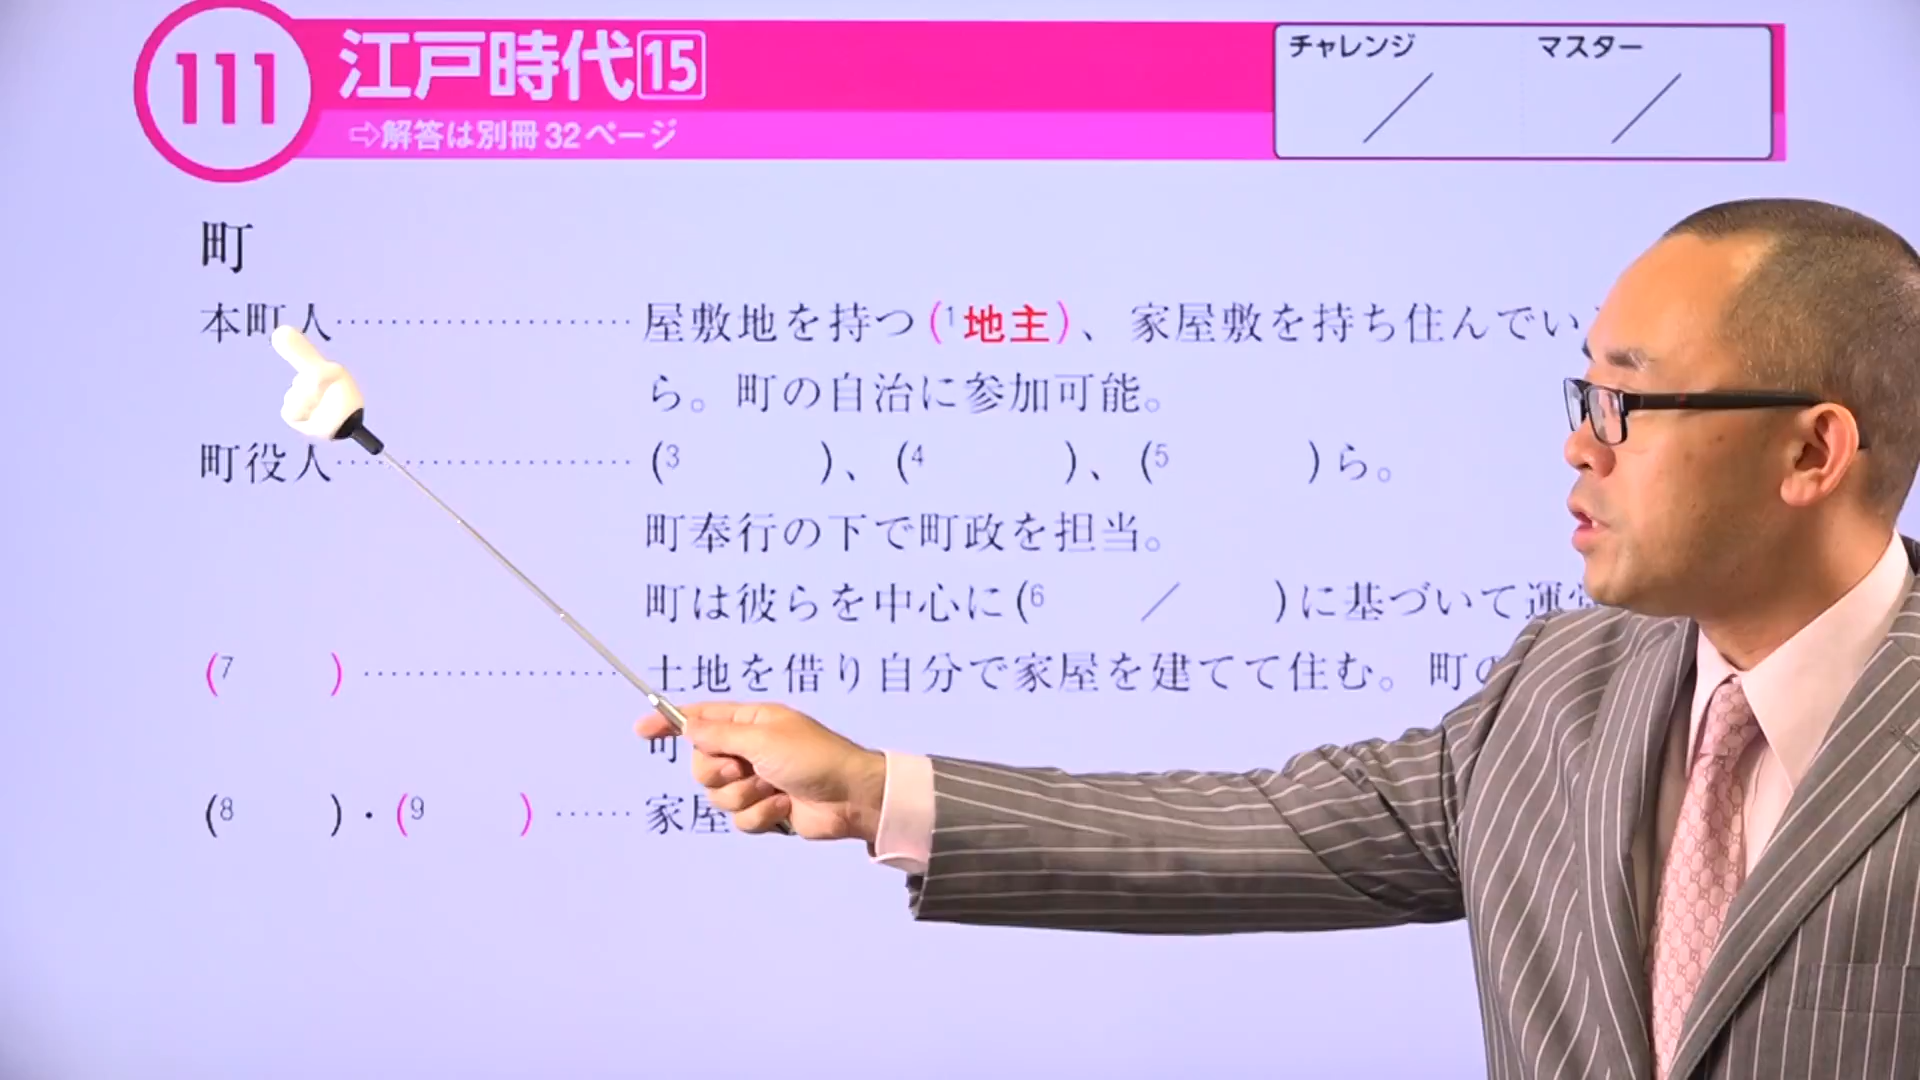 111
江戸時代15
⇨解答は別冊32ページ
チャレンジ マスター
／ ／
町
本町人…………………屋敷地を持つ(1 地主)、家屋敷を持ち住んでい
ら。町の自治に参加可能。
町役人…………………(3 )、(4 )、(5 )ら。
町奉行の下で町政を担当。
町は彼らを中心に(6 ／ )に基づいて運
(7 )…………………土地を借り自分で家屋を建てて住む。町
町
(8 )・(9 )……家屋